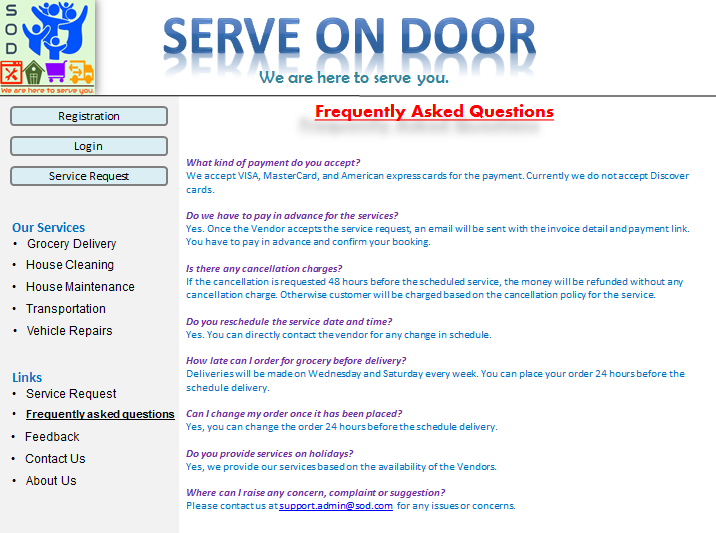 SOD
We are here to serve you.
SERVE ON DOOR
We are here to serve you.
Registration
Login
Service Request
Our Services
• Grocery Delivery
• House Cleaning
• House Maintenance
• Transportation
• Vehicle Repairs
Links
• Service Request
• Frequently asked questions
• Feedback
• Contact Us
• About Us
Frequently Asked Questions
What kind of payment do you accept?
We accept VISA, MasterCard, and American express cards for the payment. Currently we do not accept Discover
cards.
Do we have to pay in advance for the services?
Yes. Once the Vendor accepts the service request, an email will be sent with the invoice detail and payment link.
You have to pay in advance and confirm your booking.
Is there any cancellation charges?
If the cancellation is requested 48 hours before the scheduled service, the money will be refunded without any
cancellation charge. Otherwise customer will be charged based on the cancellation policy for the service.
Do you reschedule the service date and time?
Yes. You can directly contact the vendor for any change in schedule.
How late can I order for grocery before delivery?
Deliveries will be made on Wednesday and Saturday every week. You can place your order 24 hours before the
schedule delivery.
Can I change my order once it has been placed?
Yes, you can change the order 24 hours before the schedule delivery.
Do you provide services on holidays?
Yes, we provide our services based on the availability of the Vendors.
Where can I raise any concern, complaint or suggestion?
Please contact us at support.admin@sod.com for any issues or concerns.